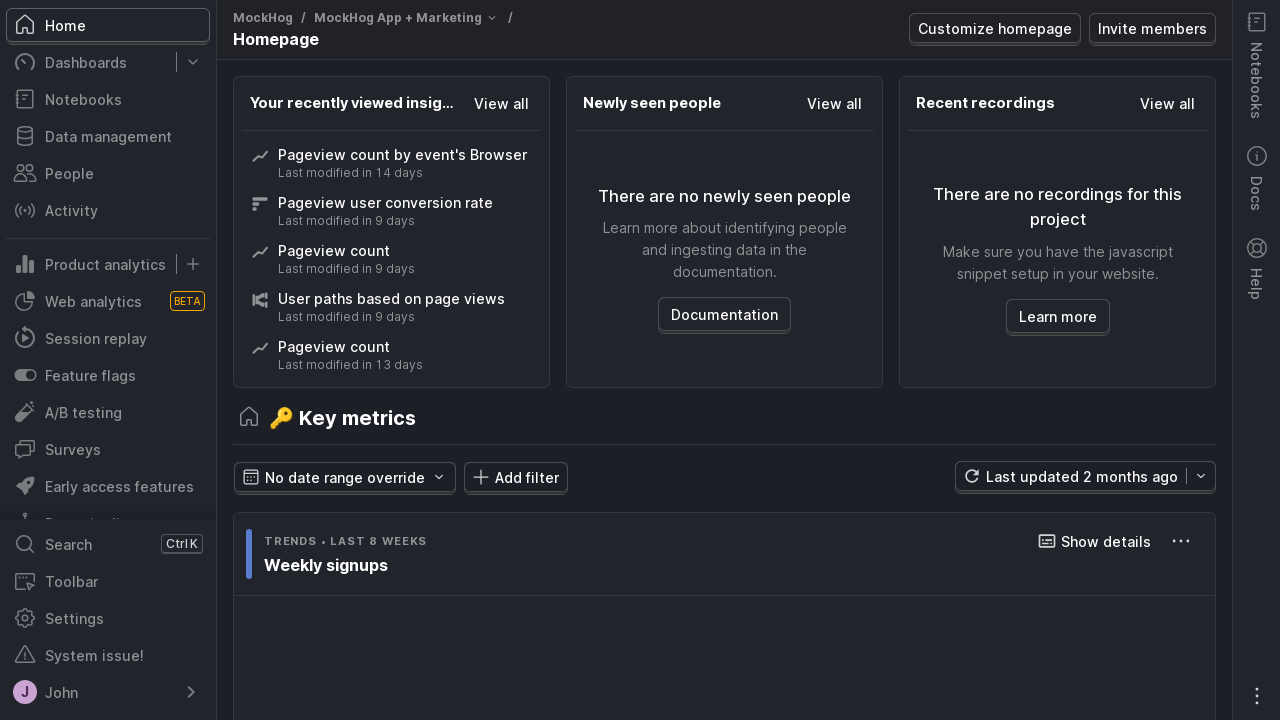 Home
Dashboards
Notebooks
Data management
People
Activity
Product analytics
Web analytics BETA
Session replay
Feature flags
A/B testing
Surveys
Early access features
Search Ctrl K
Toolbar
Settings
System issue!
J John
MockHog / MockHog App + Marketing /
Homepage
Customize homepage
Invite members
Your recently viewed insig... View all
Pageview count by event's Browser
Last modified in 14 days
Pageview user conversion rate
Last modified in 9 days
Pageview count
Last modified in 9 days
User paths based on page views
Last modified in 9 days
Pageview count
Last modified in 13 days
Newly seen people View all
There are no newly seen people
Learn more about identifying people
and ingesting data in the
documentation.
Documentation
Recent recordings View all
There are no recordings for this
project
Make sure you have the javascript
snippet setup in your website.
Learn more
🔑 Key metrics
No date range override
Add filter
Last updated 2 months ago
TRENDS • LAST 8 WEEKS
Weekly signups
Show details
Notebooks
Docs
Help